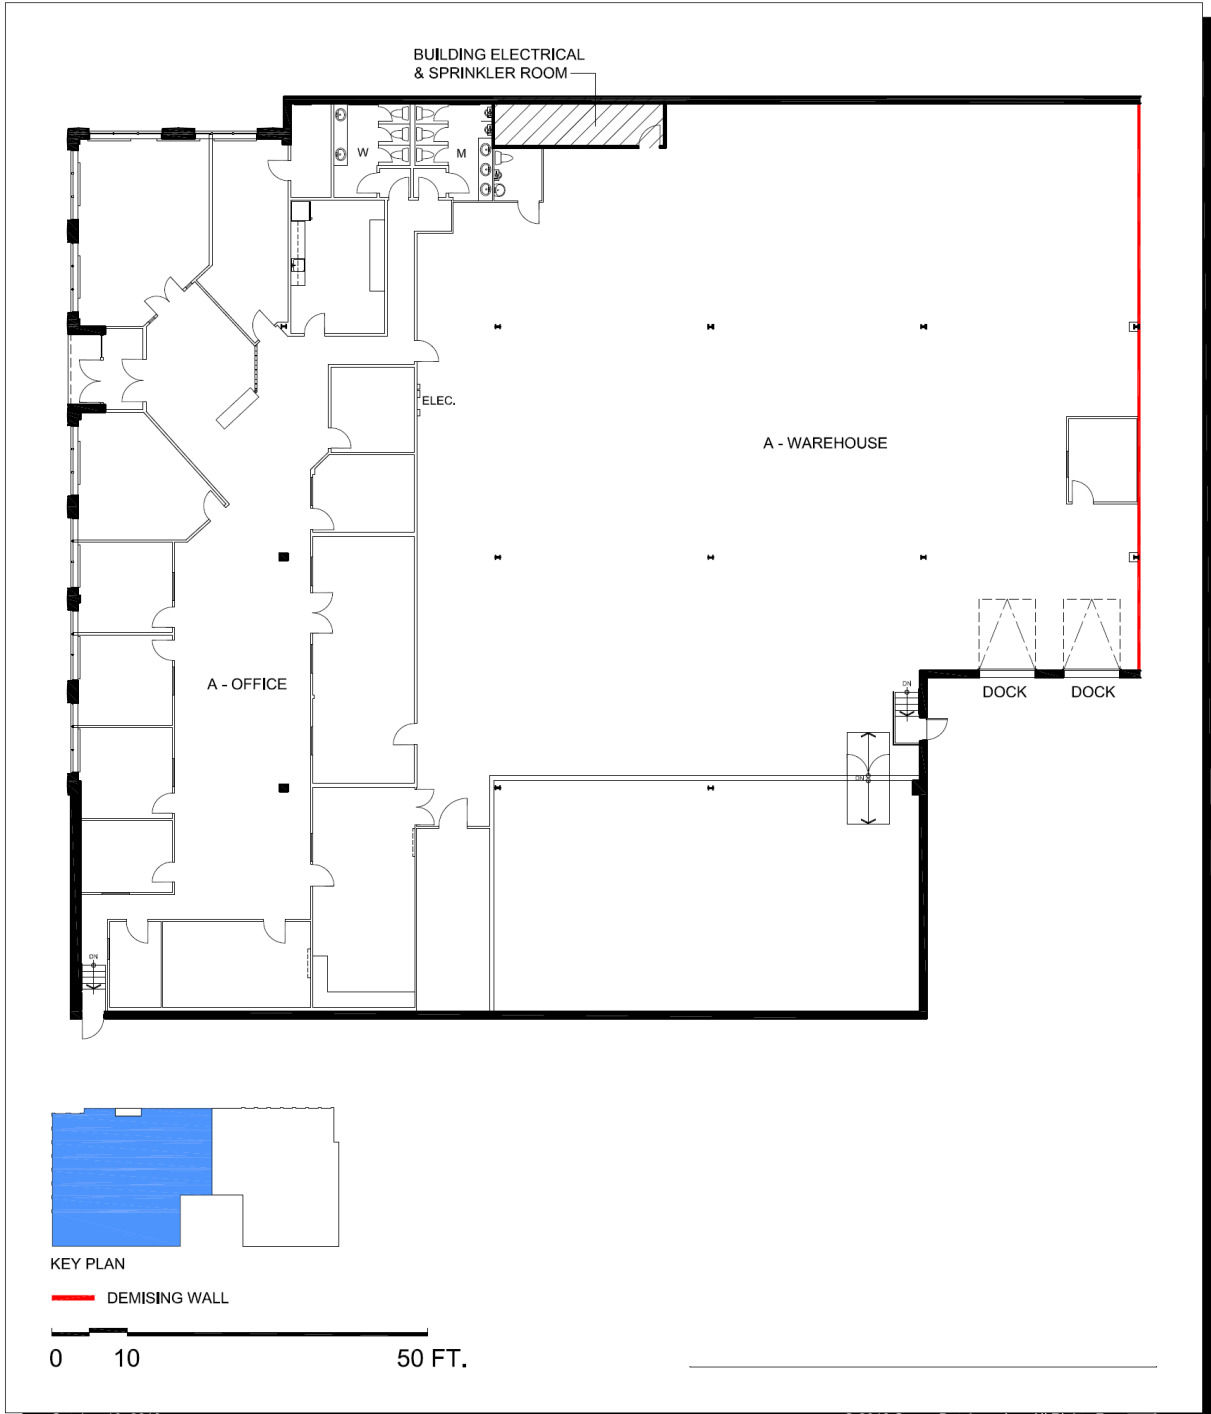 BUILDING ELECTRICAL
& SPRINKLER ROOM
W
M
ELEC.
A - WAREHOUSE
A - OFFICE
DN
DOCK
DOCK
DN
DN
KEY PLAN
DEMISING WALL
0
10
50 FT.